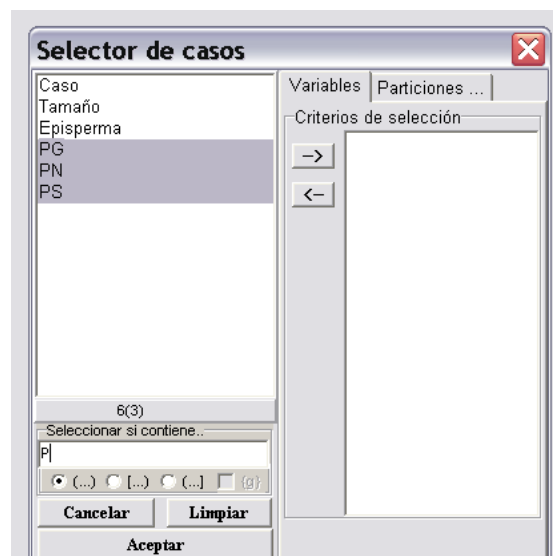 Selector de casos
Caso
Tamaño
Episperma
PG
PN
PS
6(3)
Seleccionar si contiene..
P
(...) [...) (...] {g}
Cancelar Limpiar
Aceptar
Variables Particiones ...
Criterios de selección
-->
<--